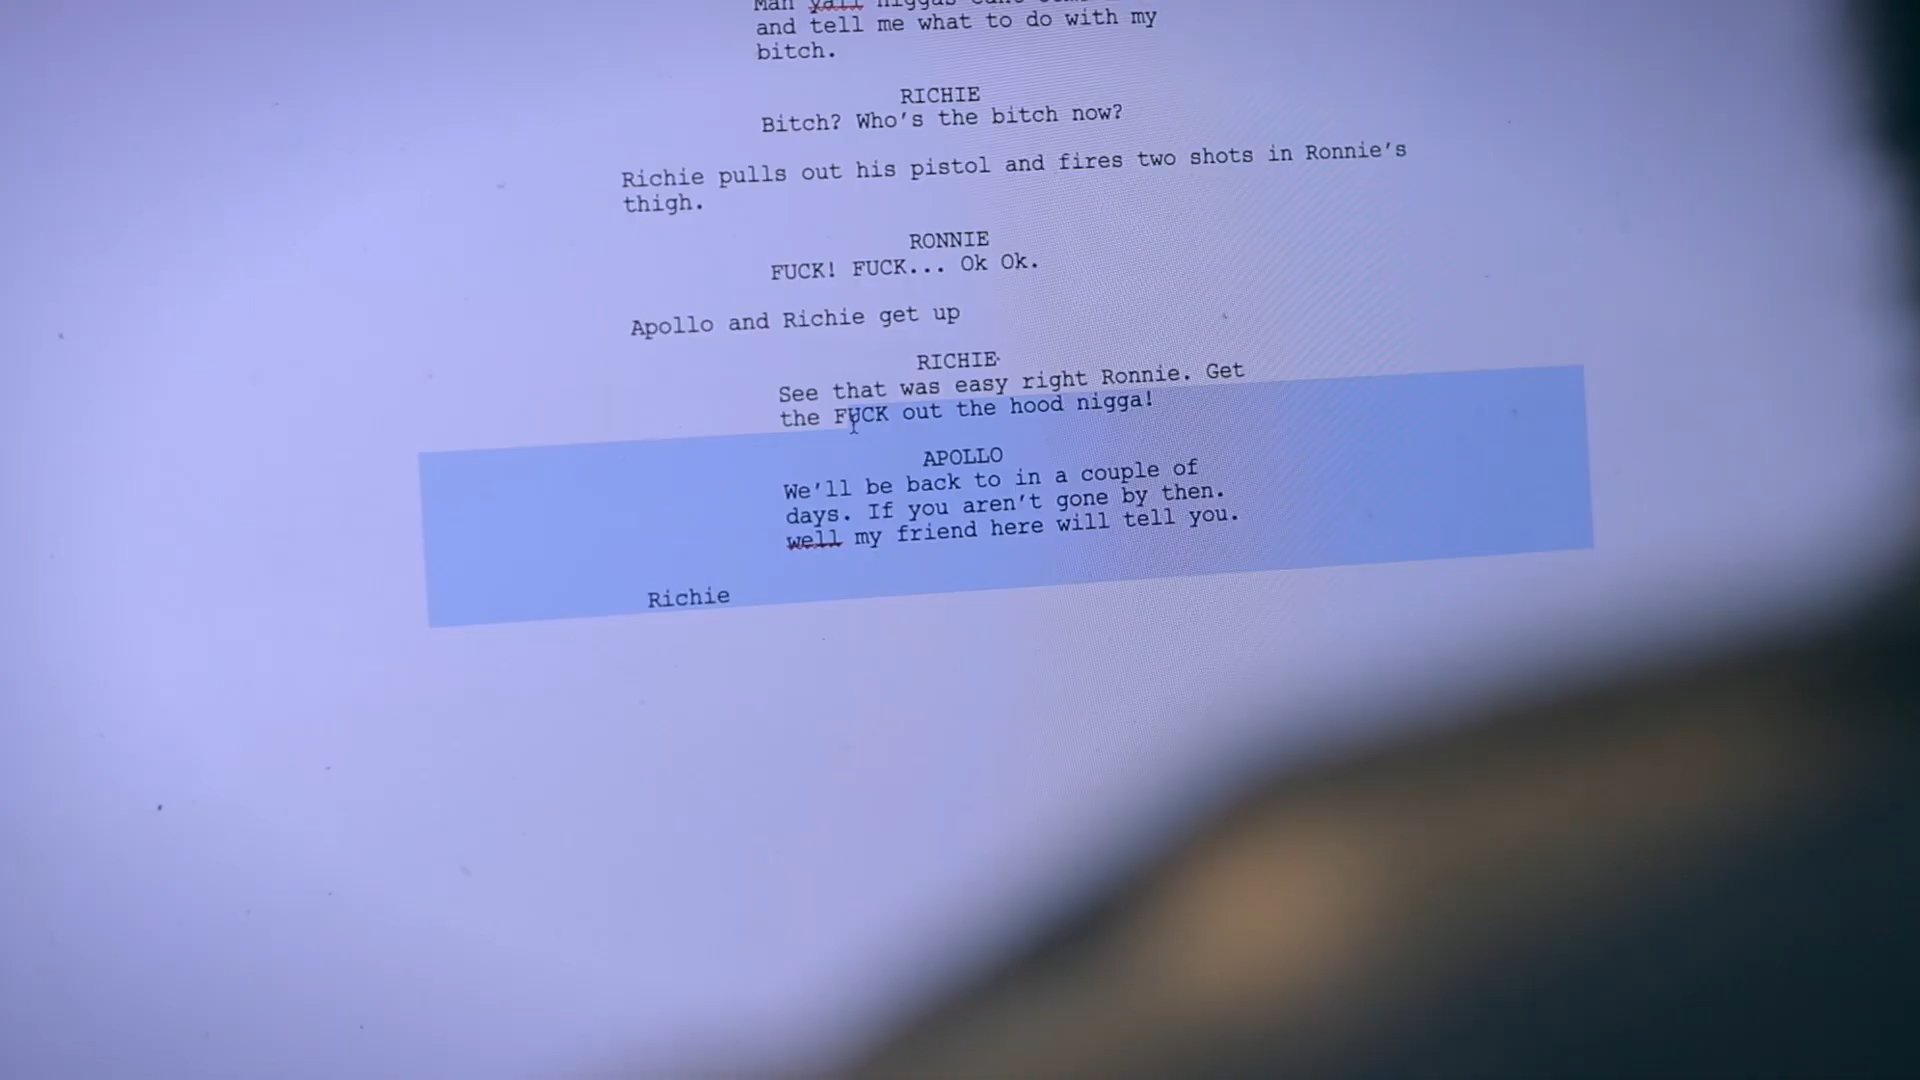 Man yall niggas
and tell me what to do with my
bitch.
RICHIE
Bitch? Who's the bitch now?
Richie pulls out his pistol and fires two shots in Ronnie's
thigh.
RONNIE
FUCK! FUCK... Ok Ok.
Apollo and Richie get up
RICHIE
See that was easy right Ronnie. Get
the FUCK out the hood nigga!
APOLLO
We'll be back to in a couple of
days. If you aren't gone by then.
well my friend here will tell you.
Richie